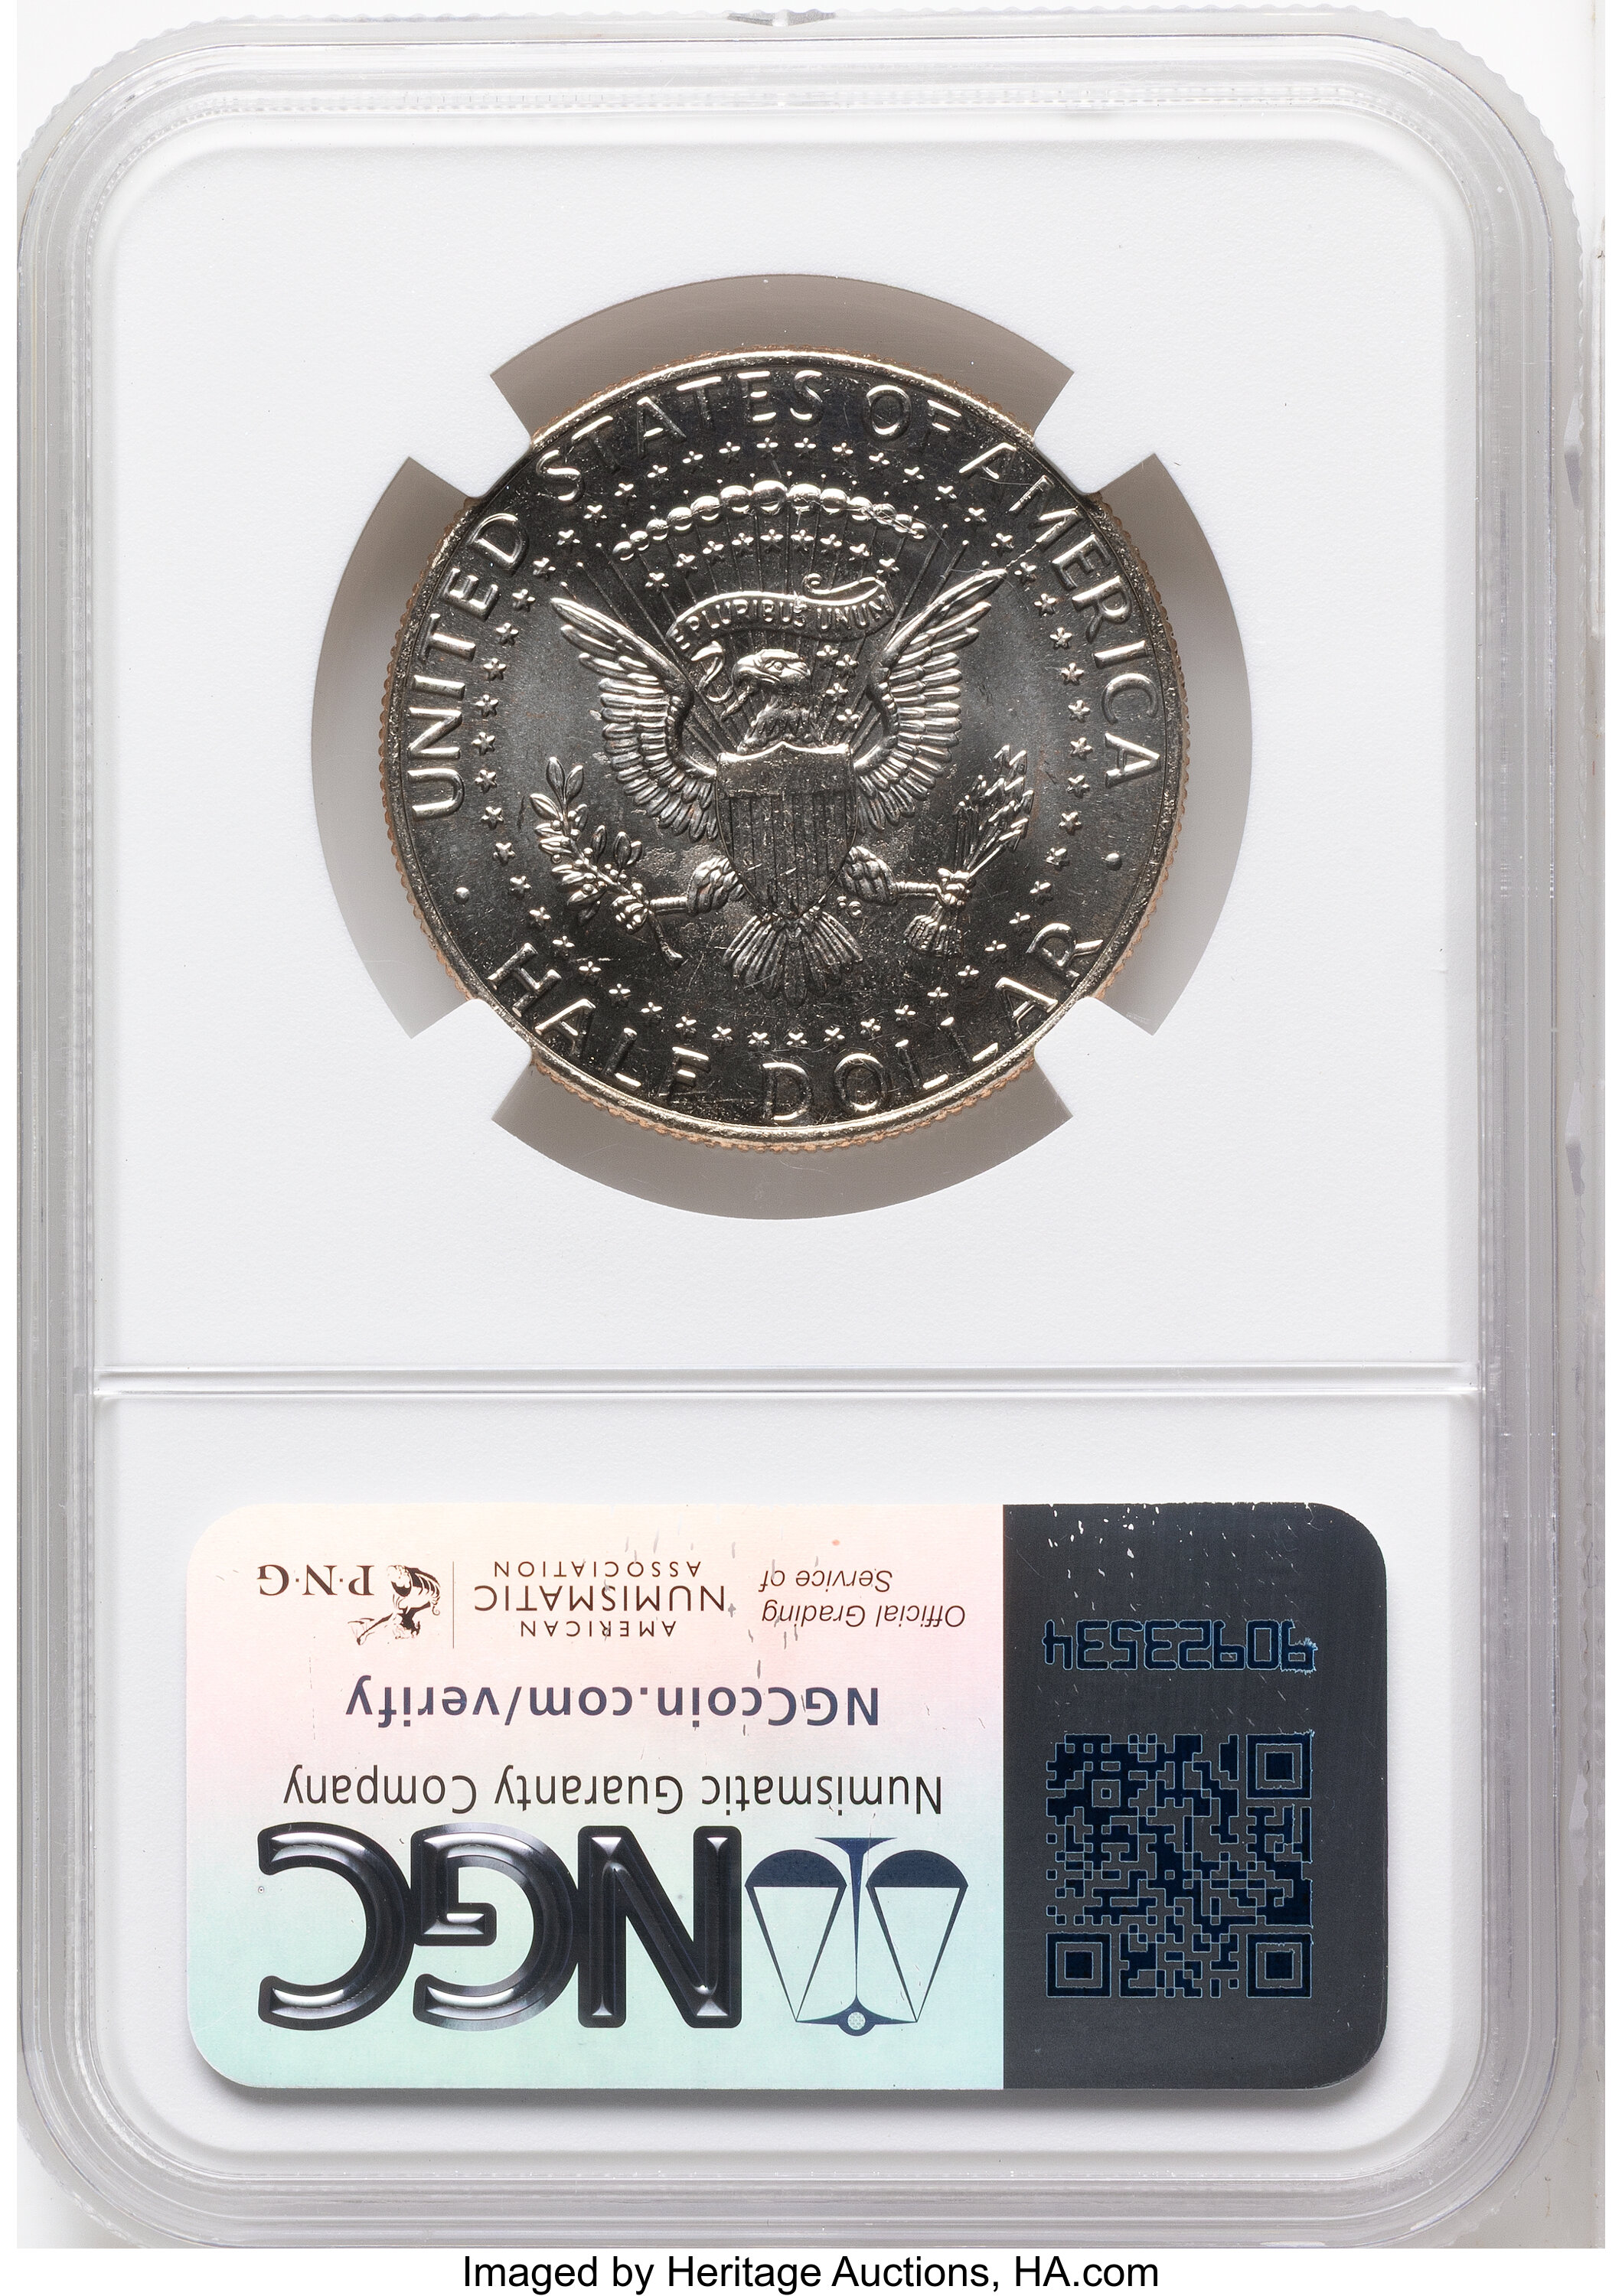 UNITED STATES OF AMERICA
E PLURIBUS UNUM
HALF DOLLAR
NGC
Numismatic Guaranty Company
NGCcoin.com/verify
Official Grading
Service of
AMERICAN
NUMISMATIC
ASSOCIATION
P·N·G
90923534
Imaged by Heritage Auctions, HA.com